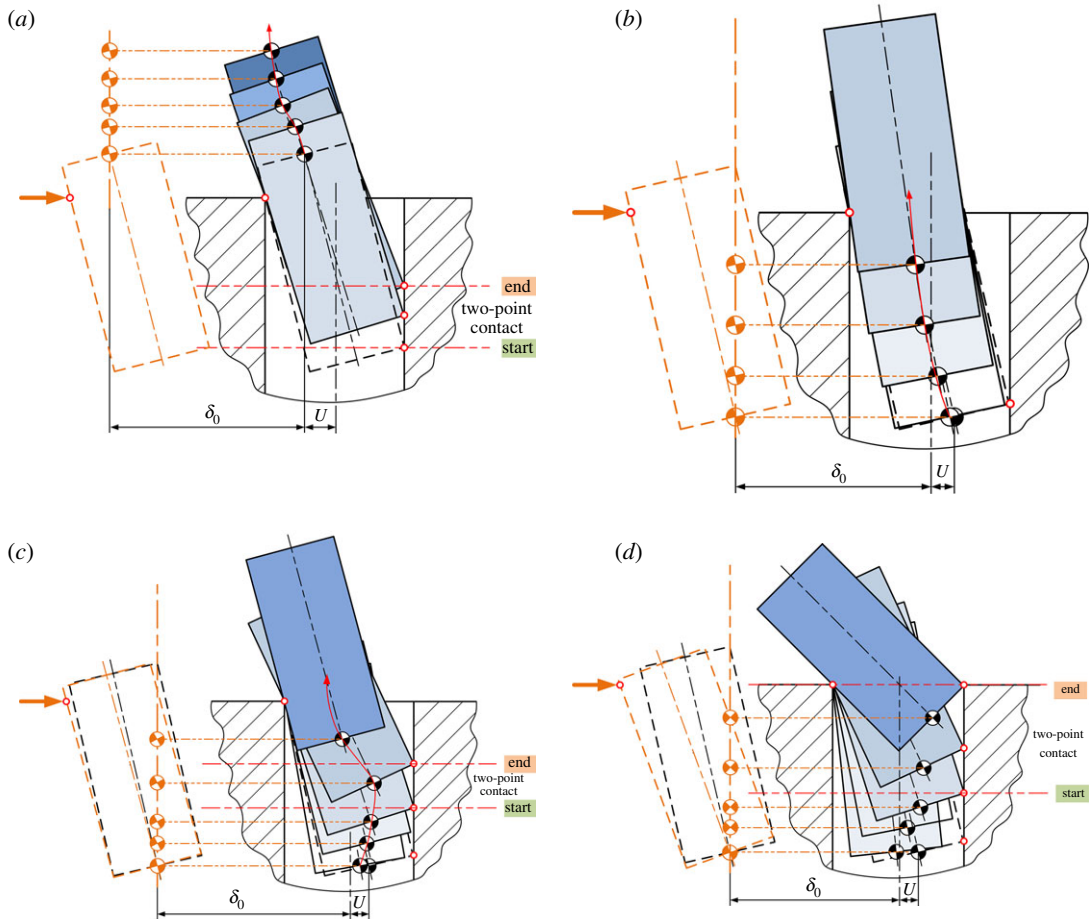 (a)
end
two-point
contact
start
δ0
U
(b)
δ0
U
(c)
end
two-point
contact
start
δ0
U
(d)
end
two-point
contact
start
δ0
U